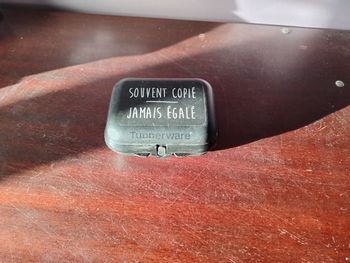 SOUVENT COPIÉ
JAMAIS ÉGALÉ
Tupperware